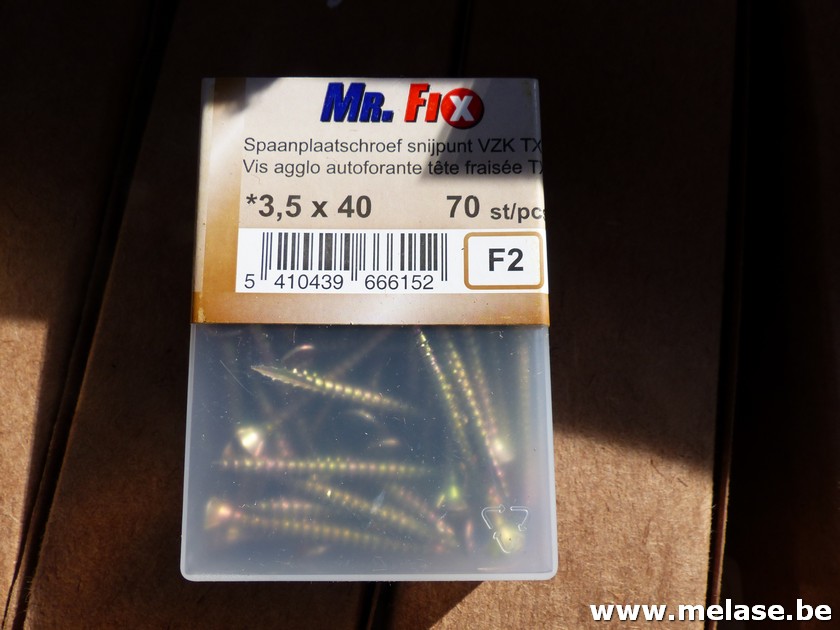 MR. FIX
Spaanplaatschroef snijpunt VZK TX
Vis agglo autoforante tête fraisée TX
*3,5 x 40 70 st/pcs
F2
5 410439 666152
www.melase.be